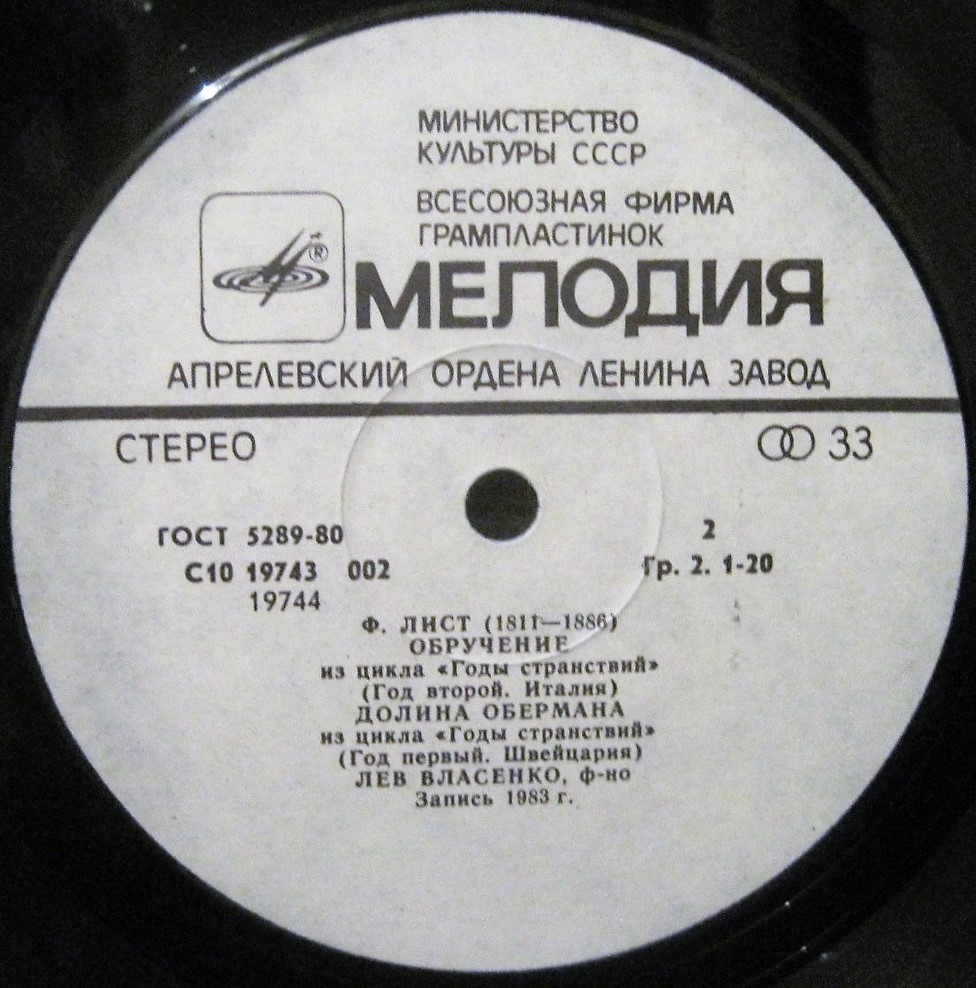 МИНИСТЕРСТВО
КУЛЬТУРЫ СССР
ВСЕСОЮЗНАЯ ФИРМА
ГРАМПЛАСТИНОК
®
МЕЛОДИЯ
АПРЕЛЕВСКИЙ ОРДЕНА ЛЕНИНА ЗАВОД
СТЕРЕО 33
ГОСТ 5289-80 2
С10 19743 002 Гр. 2. 1-20
19744
Ф. ЛИСТ (1811—1886)
ОБРУЧЕНИЕ
из цикла «Годы странствий»
(Год второй. Италия)
ДОЛИНА ОБЕРМАНА
из цикла «Годы странствий»
(Год первый. Швейцария)
ЛЕВ ВЛАСЕНКО, ф-но
Запись 1983 г.